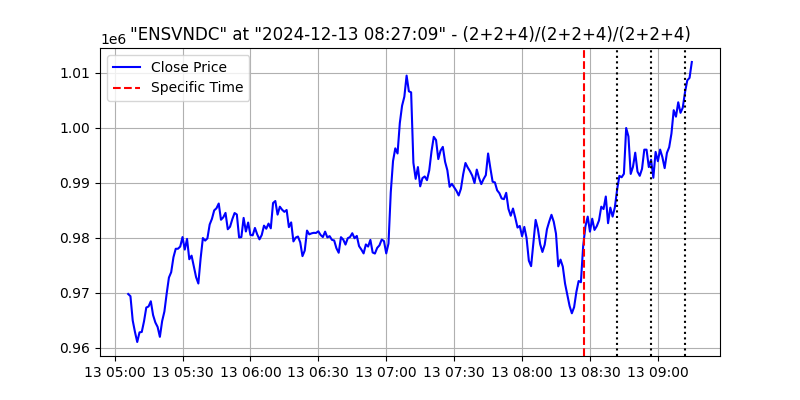 "ENSVNDC" at "2024-12-13 08:27:09" - (2+2+4)/(2+2+4)/(2+2+4)
1e6
Close Price
Specific Time
1.01
1.00
0.99
0.98
0.97
0.96
13 05:00 13 05:30 13 06:00 13 06:30 13 07:00 13 07:30 13 08:00 13 08:30 13 09:00